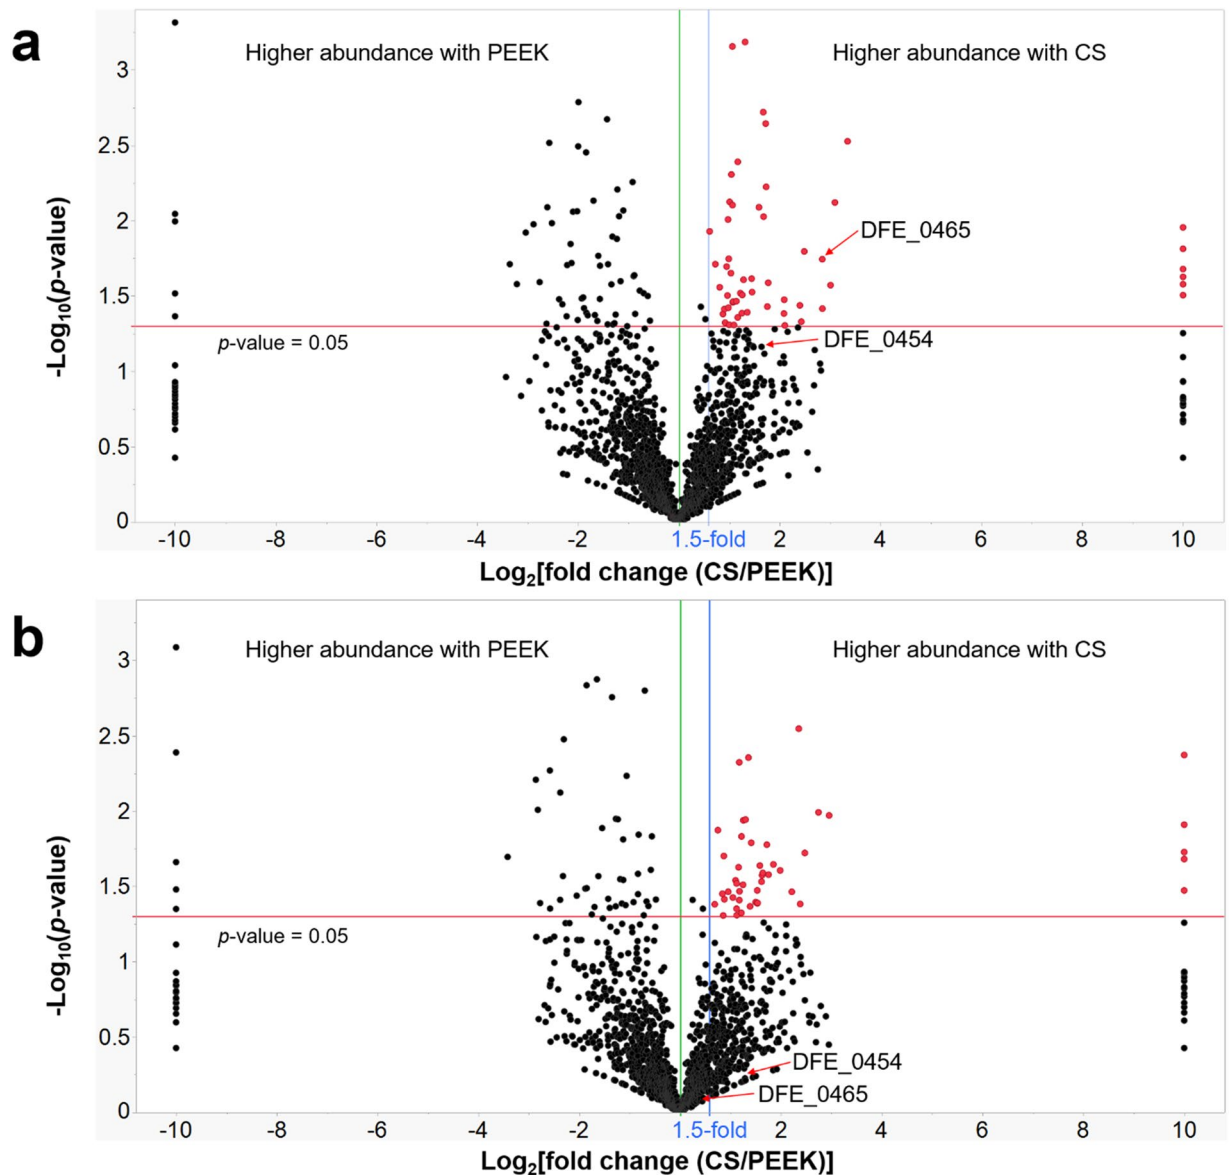 a
Higher abundance with PEEK
Higher abundance with CS
3
2.5
2
1.5
1
0.5
0
-Log10(p-value)
DFE_0465
DFE_0454
p-value = 0.05
-10 -8 -6 -4 -2 1.5-fold 2 4 6 8 10
Log2[fold change (CS/PEEK)]
b
Higher abundance with PEEK
Higher abundance with CS
3
2.5
2
1.5
1
0.5
0
-Log10(p-value)
p-value = 0.05
DFE_0454
DFE_0465
-10 -8 -6 -4 -2 1.5-fold 2 4 6 8 10
Log2[fold change (CS/PEEK)]